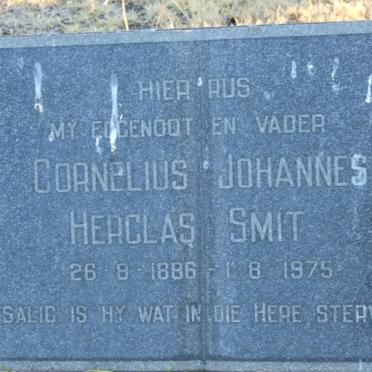 HIER RUS
MY EGGENOOT EN VADER
CORNELIUS JOHANNES
HERCLAS SMIT
26 8 1886 - 1 8 1975
SALIG IS HY WAT IN DIE HERE STERW